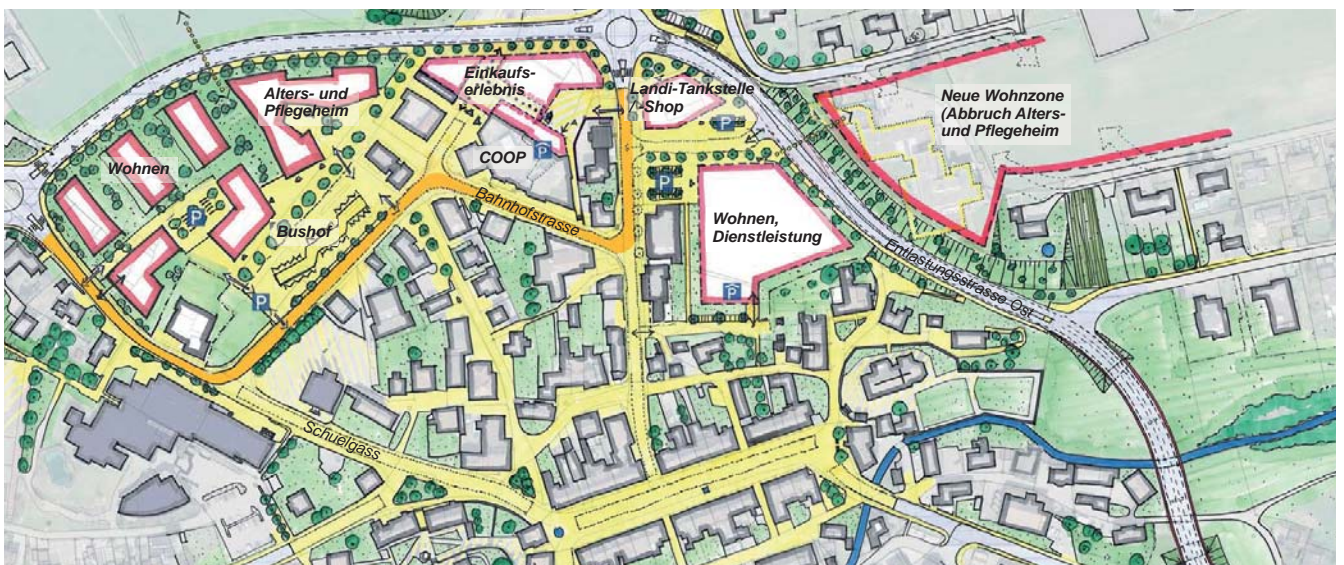 Einkaufs-
erlebnis
Alters- und
Pflegeheim
Landi-Tankstelle
-Shop
Neue Wohnzone
(Abbruch Alters-
und Pflegeheim
P
Wohnen
COOP
P
P
Bahnhofstrasse
P
Bushof
Wohnen,
Dienstleistung
Entlastungsstrasse Ost
P
P
Schuelgass